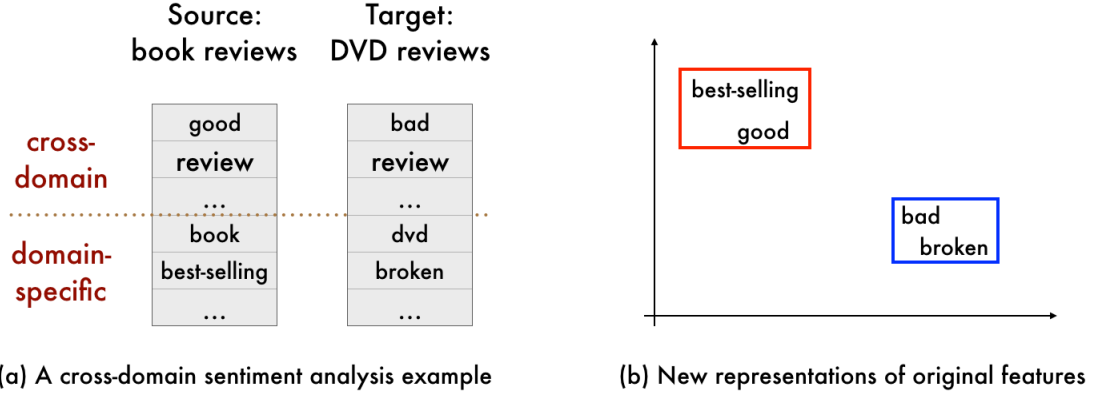 Source:
book reviews
Target:
DVD reviews
cross-
domain
domain-
specific
good
review
...
book
best-selling
...
bad
review
...
dvd
broken
...
(a) A cross-domain sentiment analysis example
best-selling
good
bad
broken
(b) New representations of original features